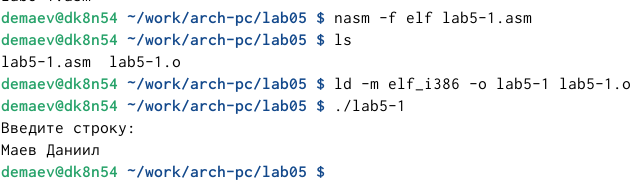 demaev@dk8n54 ~/work/arch-pc/lab05 $ nasm -f elf lab5-1.asm
demaev@dk8n54 ~/work/arch-pc/lab05 $ ls
lab5-1.asm  lab5-1.o
demaev@dk8n54 ~/work/arch-pc/lab05 $ ld -m elf_i386 -o lab5-1 lab5-1.o
demaev@dk8n54 ~/work/arch-pc/lab05 $ ./lab5-1
Введите строку:
Маев Даниил
demaev@dk8n54 ~/work/arch-pc/lab05 $